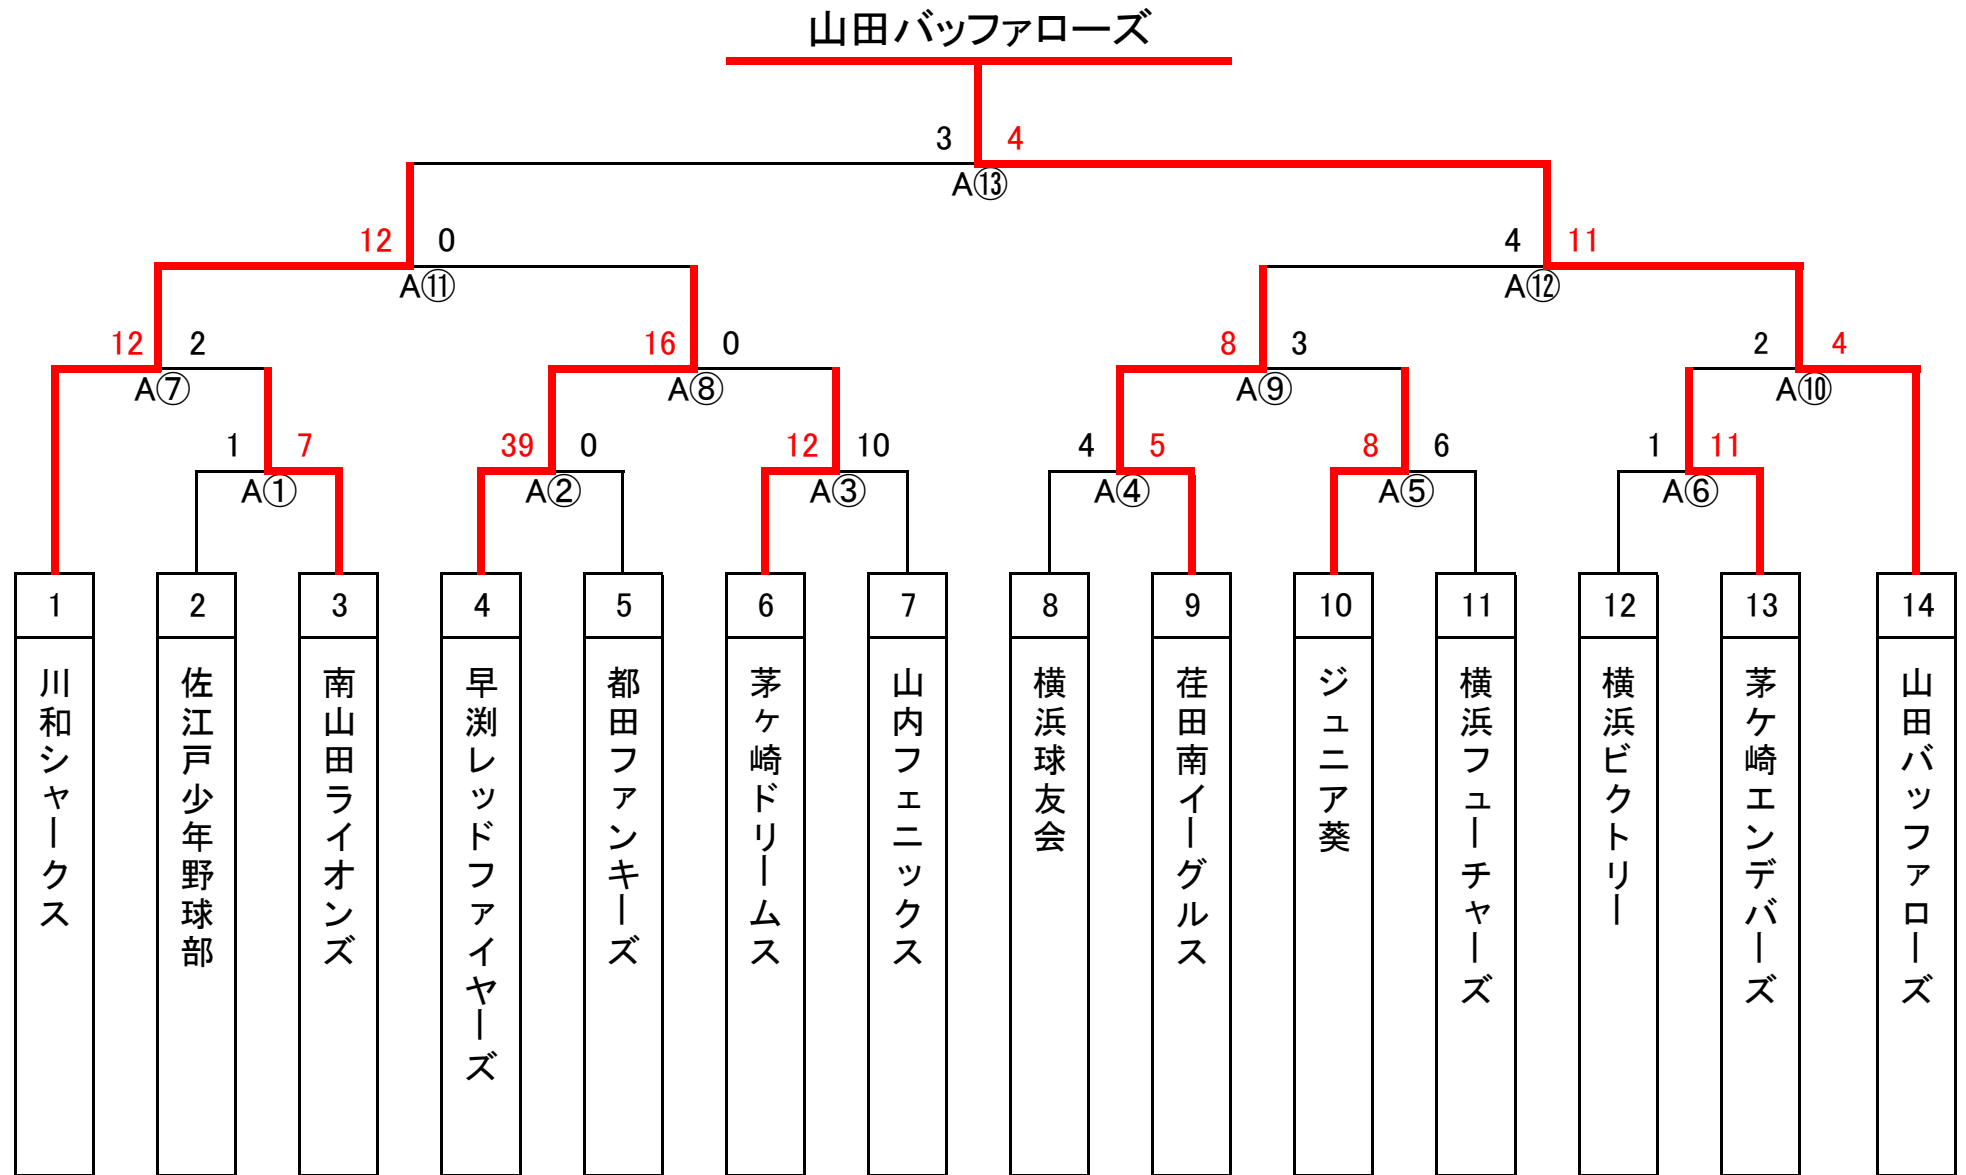 山田バッファローズ
3 4
A⑬
12 0 4 11
A⑪ A⑫
12 2 16 0 8 3 2 4
A⑦ A⑧ A⑨ A⑩
1 7 39 0 12 10 4 5 8 6 1 11
A① A② A③ A④ A⑤ A⑥
1 2 3 4 5 6 7 8 9 10 11 12 13 14
川和シャークス
佐江戸少年野球部
南山田ライオンズ
早渕レッドファイヤーズ
都田ファンキーズ
茅ヶ崎ドリームス
山内フェニックス
横浜球友会
荏田南イーグルス
ジュニア葵
横浜フューチャーズ
横浜ビクトリー
茅ケ崎エンデバーズ
山田バッファローズ